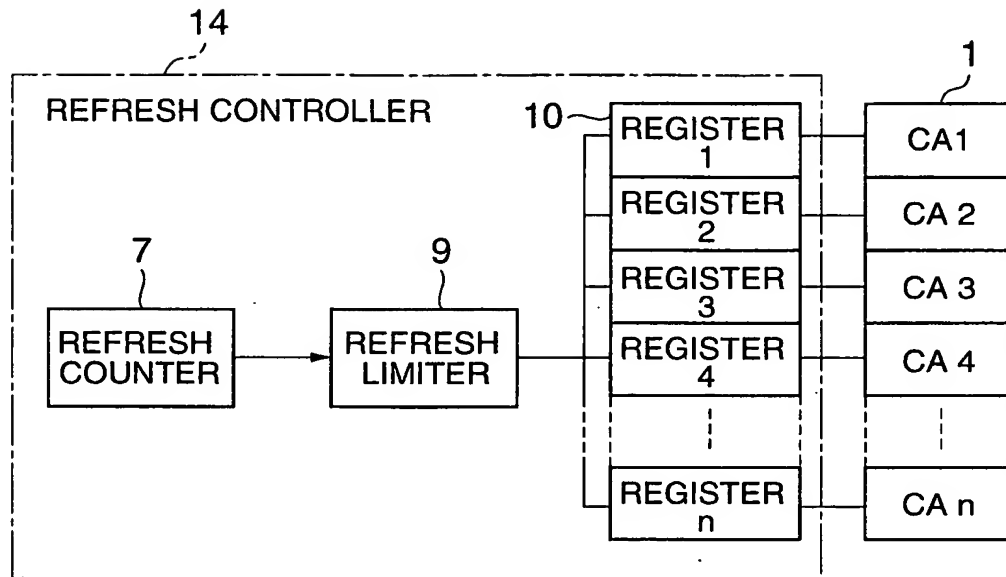 14
1
REFRESH CONTROLLER
10
REGISTER
1
CA1
REGISTER
2
CA 2
7
9
REGISTER
3
CA 3
REFRESH
COUNTER
REFRESH
LIMITER
REGISTER
4
CA 4
REGISTER
n
CA n